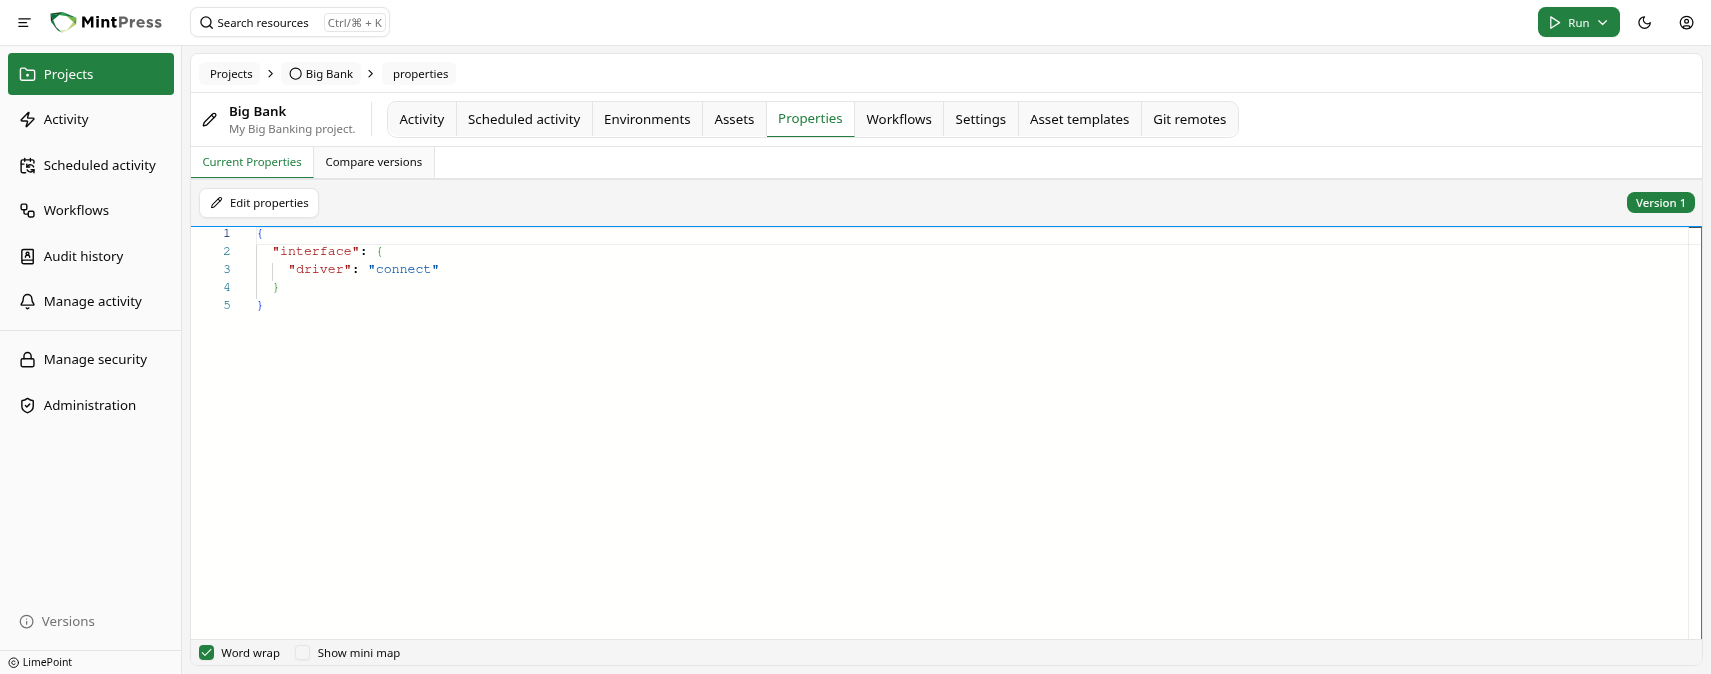 MintPress
Search resources Ctrl/⌘ + K
Run
Projects
Activity
Scheduled activity
Workflows
Audit history
Manage activity
Manage security
Administration
Versions
LimePoint
Projects Big Bank properties
Big Bank
My Big Banking project.
Activity Scheduled activity Environments Assets Properties Workflows Settings Asset templates Git remotes
Current Properties Compare versions
Edit properties Version 1
1 {
2 "interface": {
3 "driver": "connect"
4 }
5 }
Word wrap Show mini map